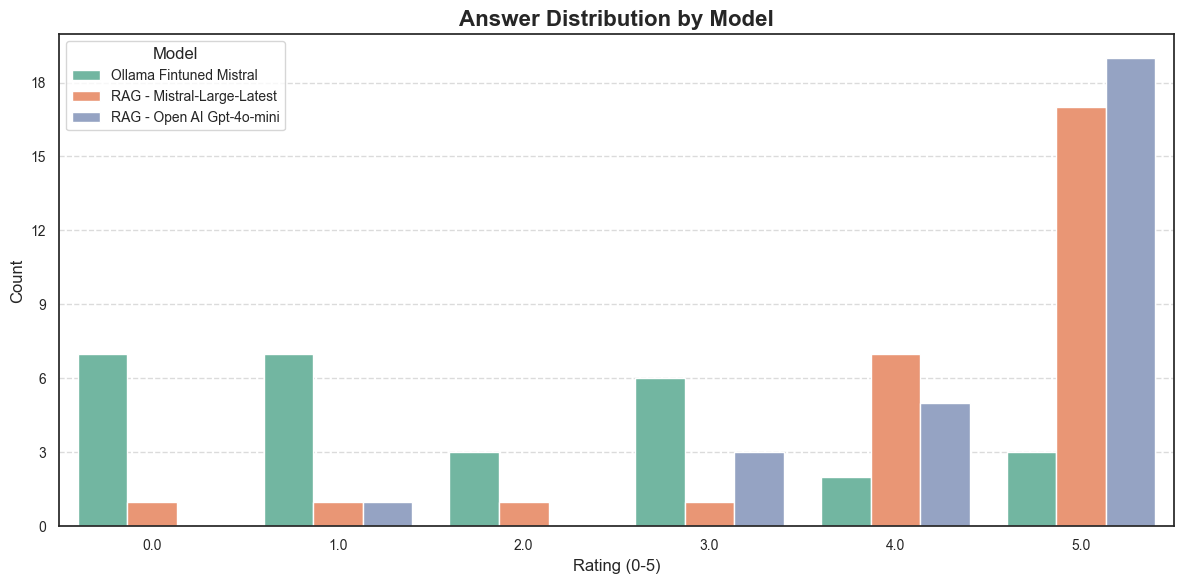 Answer Distribution by Model
Model
Ollama Fintuned Mistral
RAG - Mistral-Large-Latest
RAG - Open AI Gpt-4o-mini
18
15
12
9
6
3
0
Count
0.0 1.0 2.0 3.0 4.0 5.0
Rating (0-5)